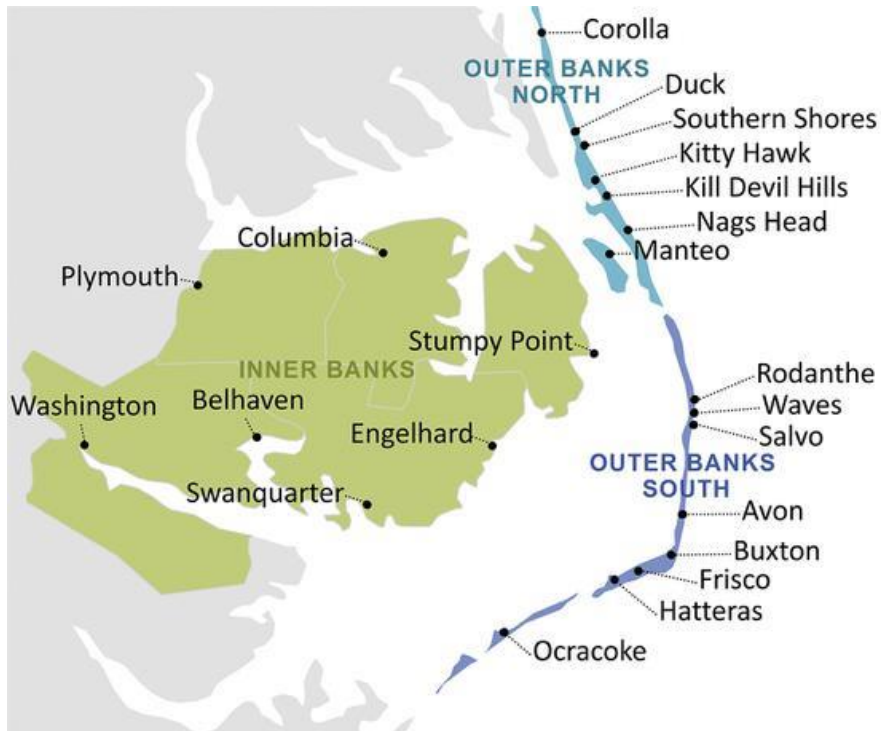 Corolla
OUTER BANKS
NORTH
Duck
Southern Shores
Kitty Hawk
Kill Devil Hills
Nags Head
Manteo
Columbia
Plymouth
Stumpy Point
INNER BANKS
Rodanthe
Waves
Salvo
Washington
Belhaven
Engelhard
OUTER BANKS
SOUTH
Swanquarter
Avon
Buxton
Frisco
Hatteras
Ocracoke